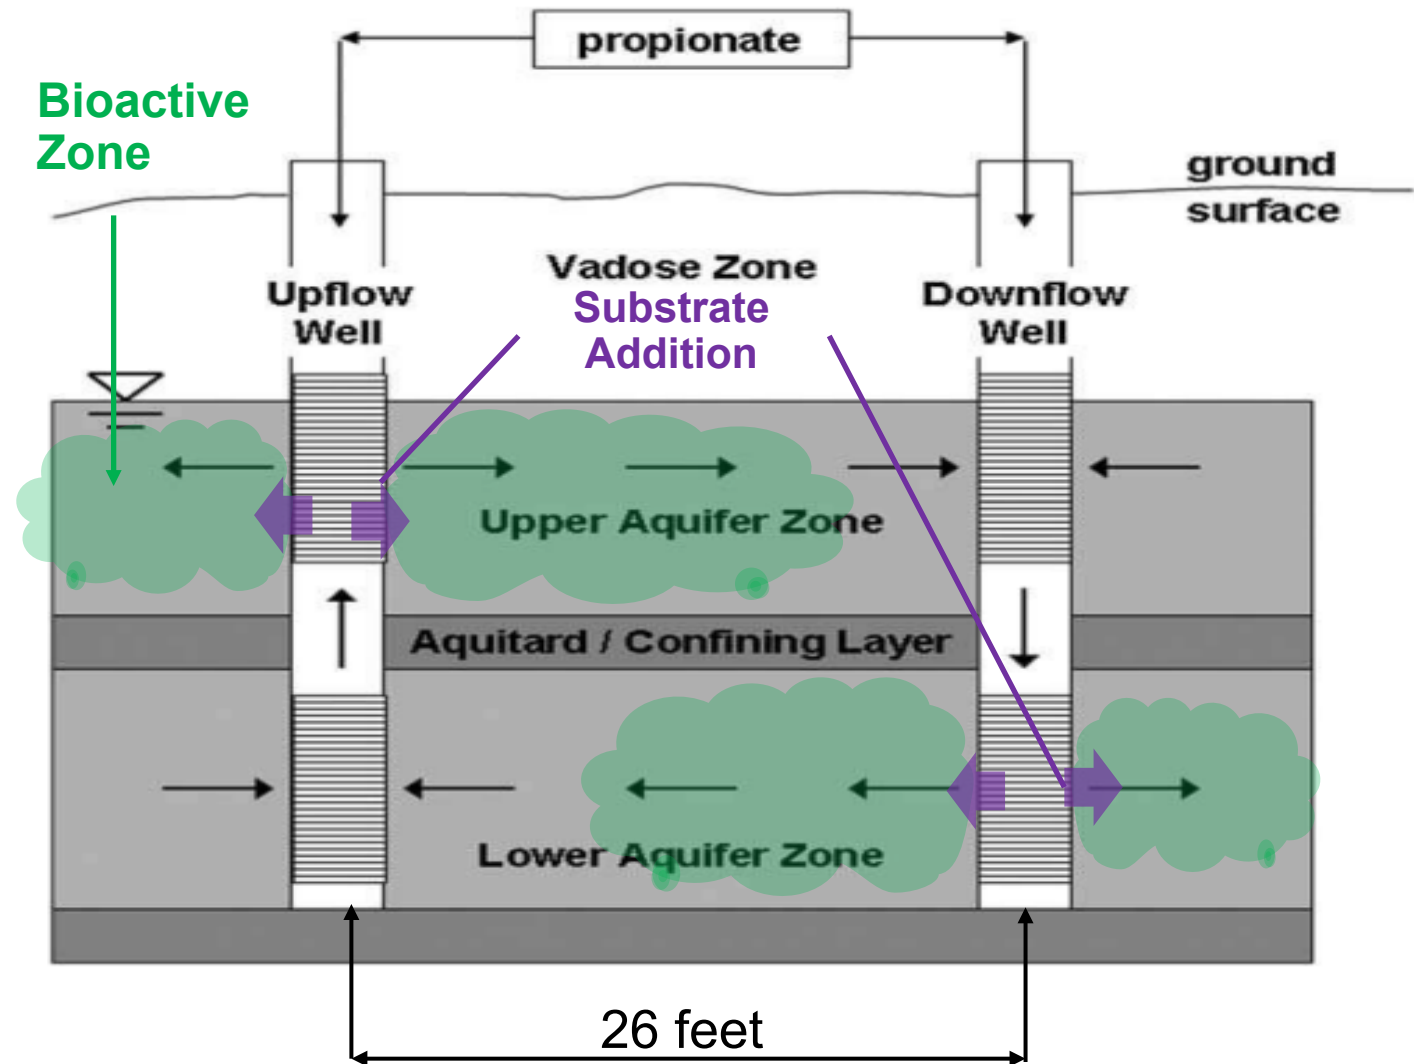 propionate
Bioactive
Zone
ground
surface
Vadose Zone
Upflow
Well
Substrate
Addition
Downflow
Well
Upper Aquifer Zone
Aquitard / Confining Layer
Lower Aquifer Zone
26 feet